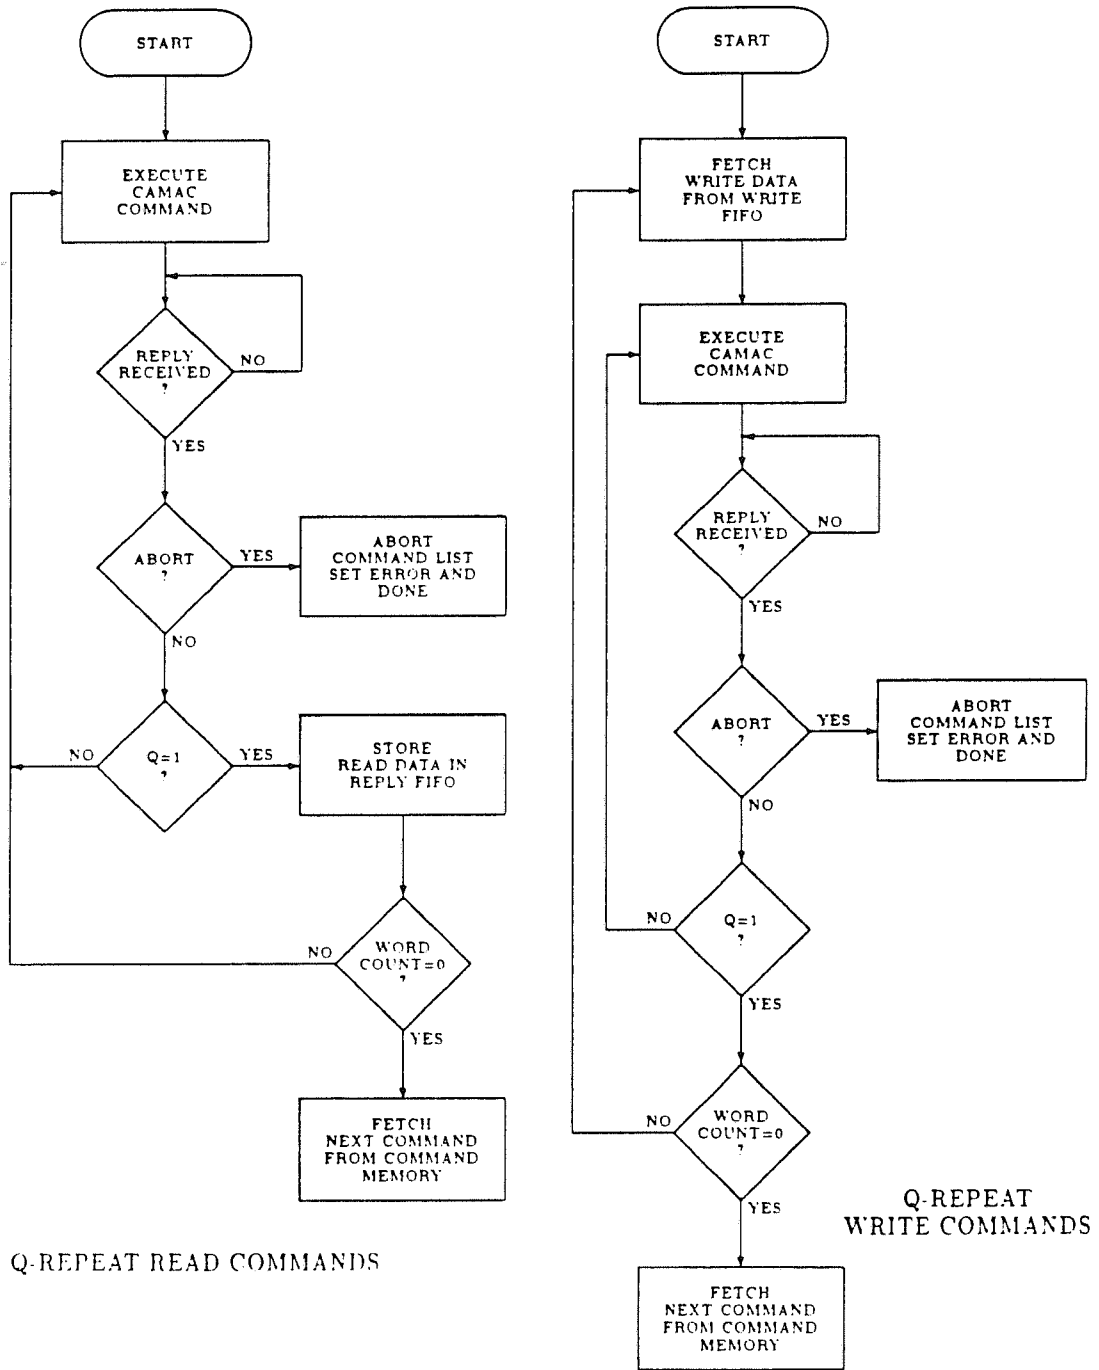 START
EXECUTE
CAMAC
COMMAND
REPLY
RECEIVED
?
NO
YES
ABORT
?
YES
ABORT
COMMAND LIST
SET ERROR AND
DONE
NO
Q=1
?
NO
YES
STORE
READ DATA IN
REPLY FIFO
WORD
COUNT=0
?
NO
YES
FETCH
NEXT COMMAND
FROM COMMAND
MEMORY
Q-REPEAT READ COMMANDS
START
FETCH
WRITE DATA
FROM WRITE
FIFO
EXECUTE
CAMAC
COMMAND
REPLY
RECEIVED
?
NO
YES
ABORT
?
YES
ABORT
COMMAND LIST
SET ERROR AND
DONE
NO
Q=1
?
NO
YES
WORD
COUNT=0
?
NO
YES
FETCH
NEXT COMMAND
FROM COMMAND
MEMORY
Q-REPEAT
WRITE COMMANDS